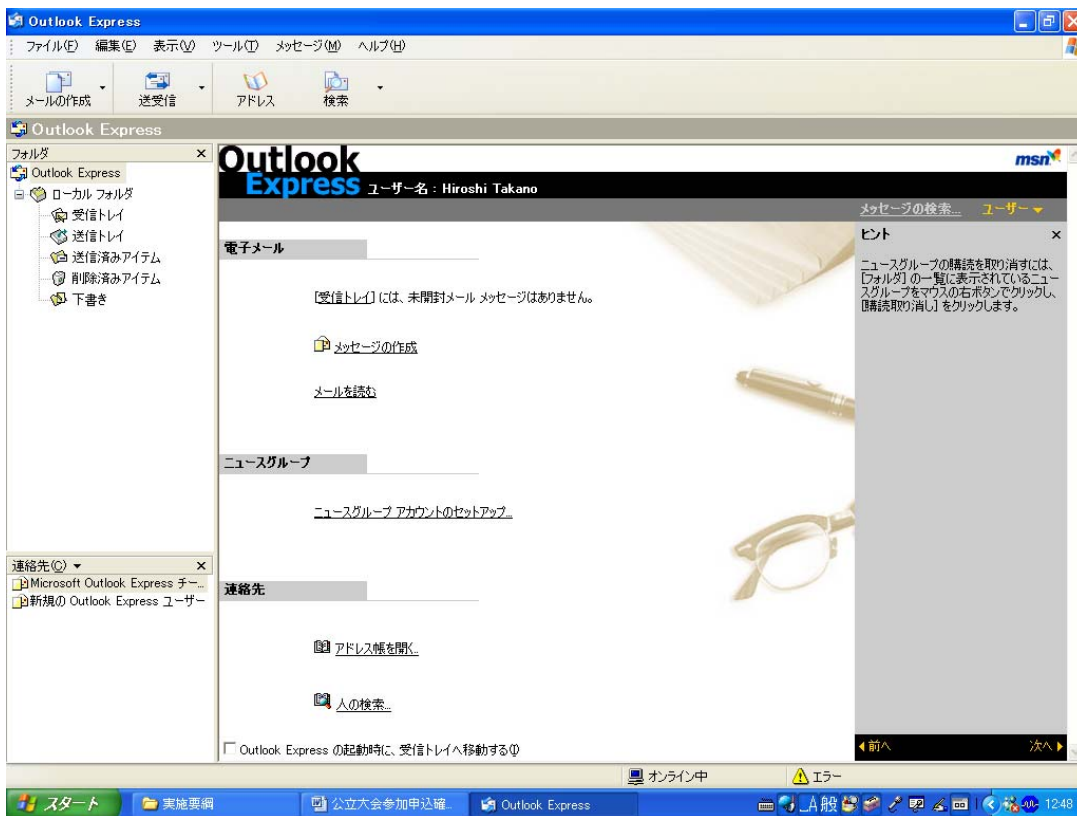 Outlook Express
ファイル(F) 編集(E) 表示(V) ツール(T) メッセージ(M) ヘルプ(H)
メールの作成 送受信 アドレス 検索
Outlook Express
フォルダ
Outlook Express
ローカル フォルダ
受信トレイ
送信トレイ
送信済みアイテム
削除済みアイテム
下書き
連絡先(C)
Microsoft Outlook Express チー...
新規の Outlook Express ユーザー
Outlook
Express ユーザー名 : Hiroshi Takano
msn
メッセージの検索... ユーザー
電子メール
[受信トレイ] には、未開封メール メッセージはありません。
メッセージの作成
メールを読む
ニュースグループ
ニュースグループ アカウントのセットアップ...
連絡先
アドレス帳を開く...
人の検索...
Outlook Express の起動時に、受信トレイへ移動する(I)
ヒント
ニュースグループの購読を取り消すには、
[フォルダ] の一覧に表示されているニュー
スグループをマウスの右ボタンでクリックし、
[購読取り消し] をクリックします。
前へ 次へ
オンライン中 エラー
スタート 実施要綱 公立大会参加申込確... Outlook Express A 般 12:48